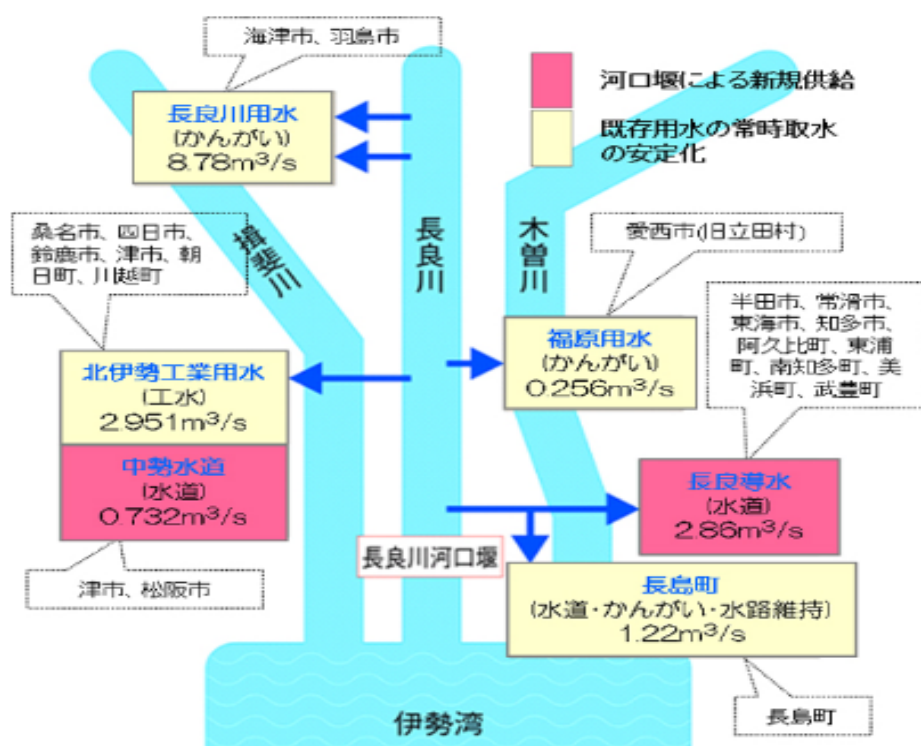 海津市、羽島市
河口堰による新規供給
既存用水の常時取水
の安定化
長良川用水
(かんがい)
8.78m³/s
桑名市、四日市市、
鈴鹿市、津市、朝
日町、川越町
揖斐川
長良川
木曽川
愛西市(旧立田村)
半田市、常滑市、
東海市、知多市、
阿久比町、東浦
町、南知多町、美
浜町、武豊町
北伊勢工業用水
(工水)
2.951m³/s
福原用水
(かんがい)
0.256m³/s
中勢水道
(水道)
0.732m³/s
長良導水
(水道)
2.86m³/s
長良川河口堰
津市、松阪市
長島町
(水道・かんがい・水路維持)
1.22m³/s
長島町
伊勢湾